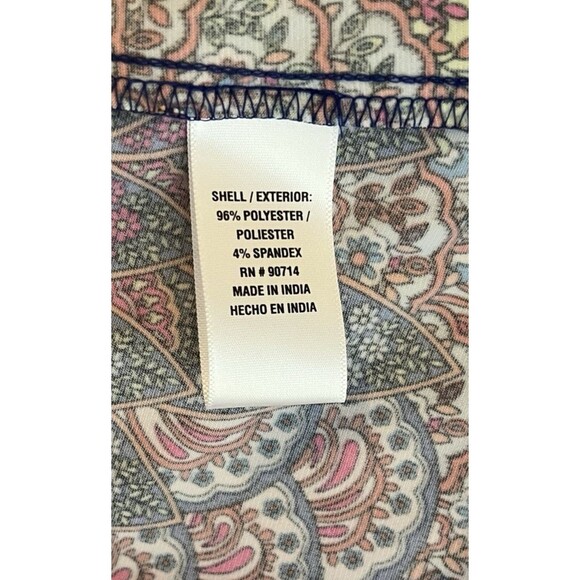 SHELL / EXTERIOR:
96% POLYESTER /
POLIESTER
4% SPANDEX
RN # 90714
MADE IN INDIA
HECHO EN INDIA